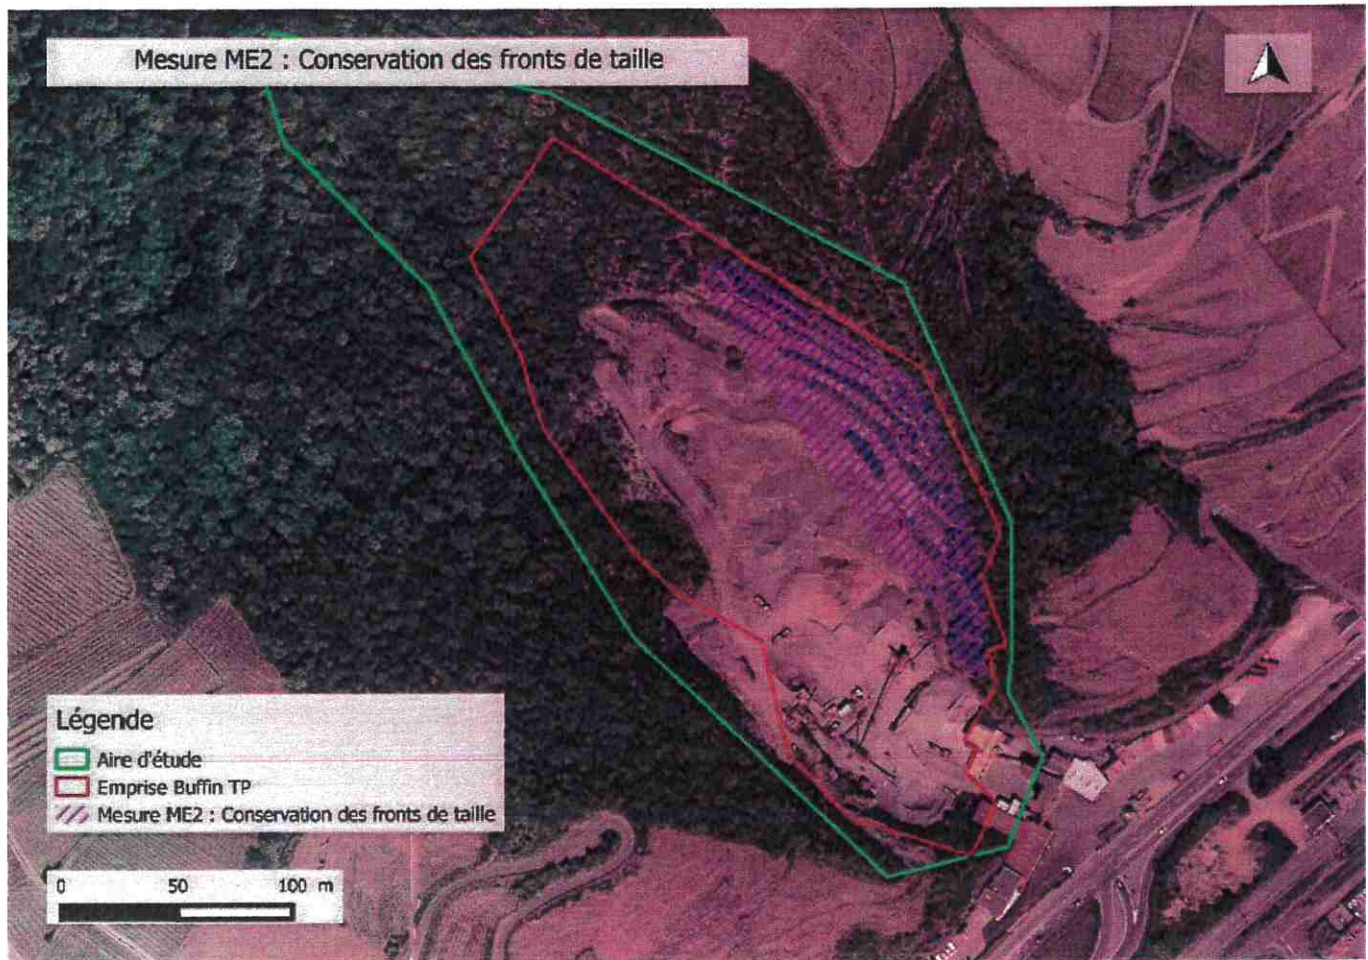 Mesure ME2 : Conservation des fronts de taille
Légende
Aire d'étude
Emprise Buffin TP
Mesure ME2 : Conservation des fronts de taille
0 50 100 m